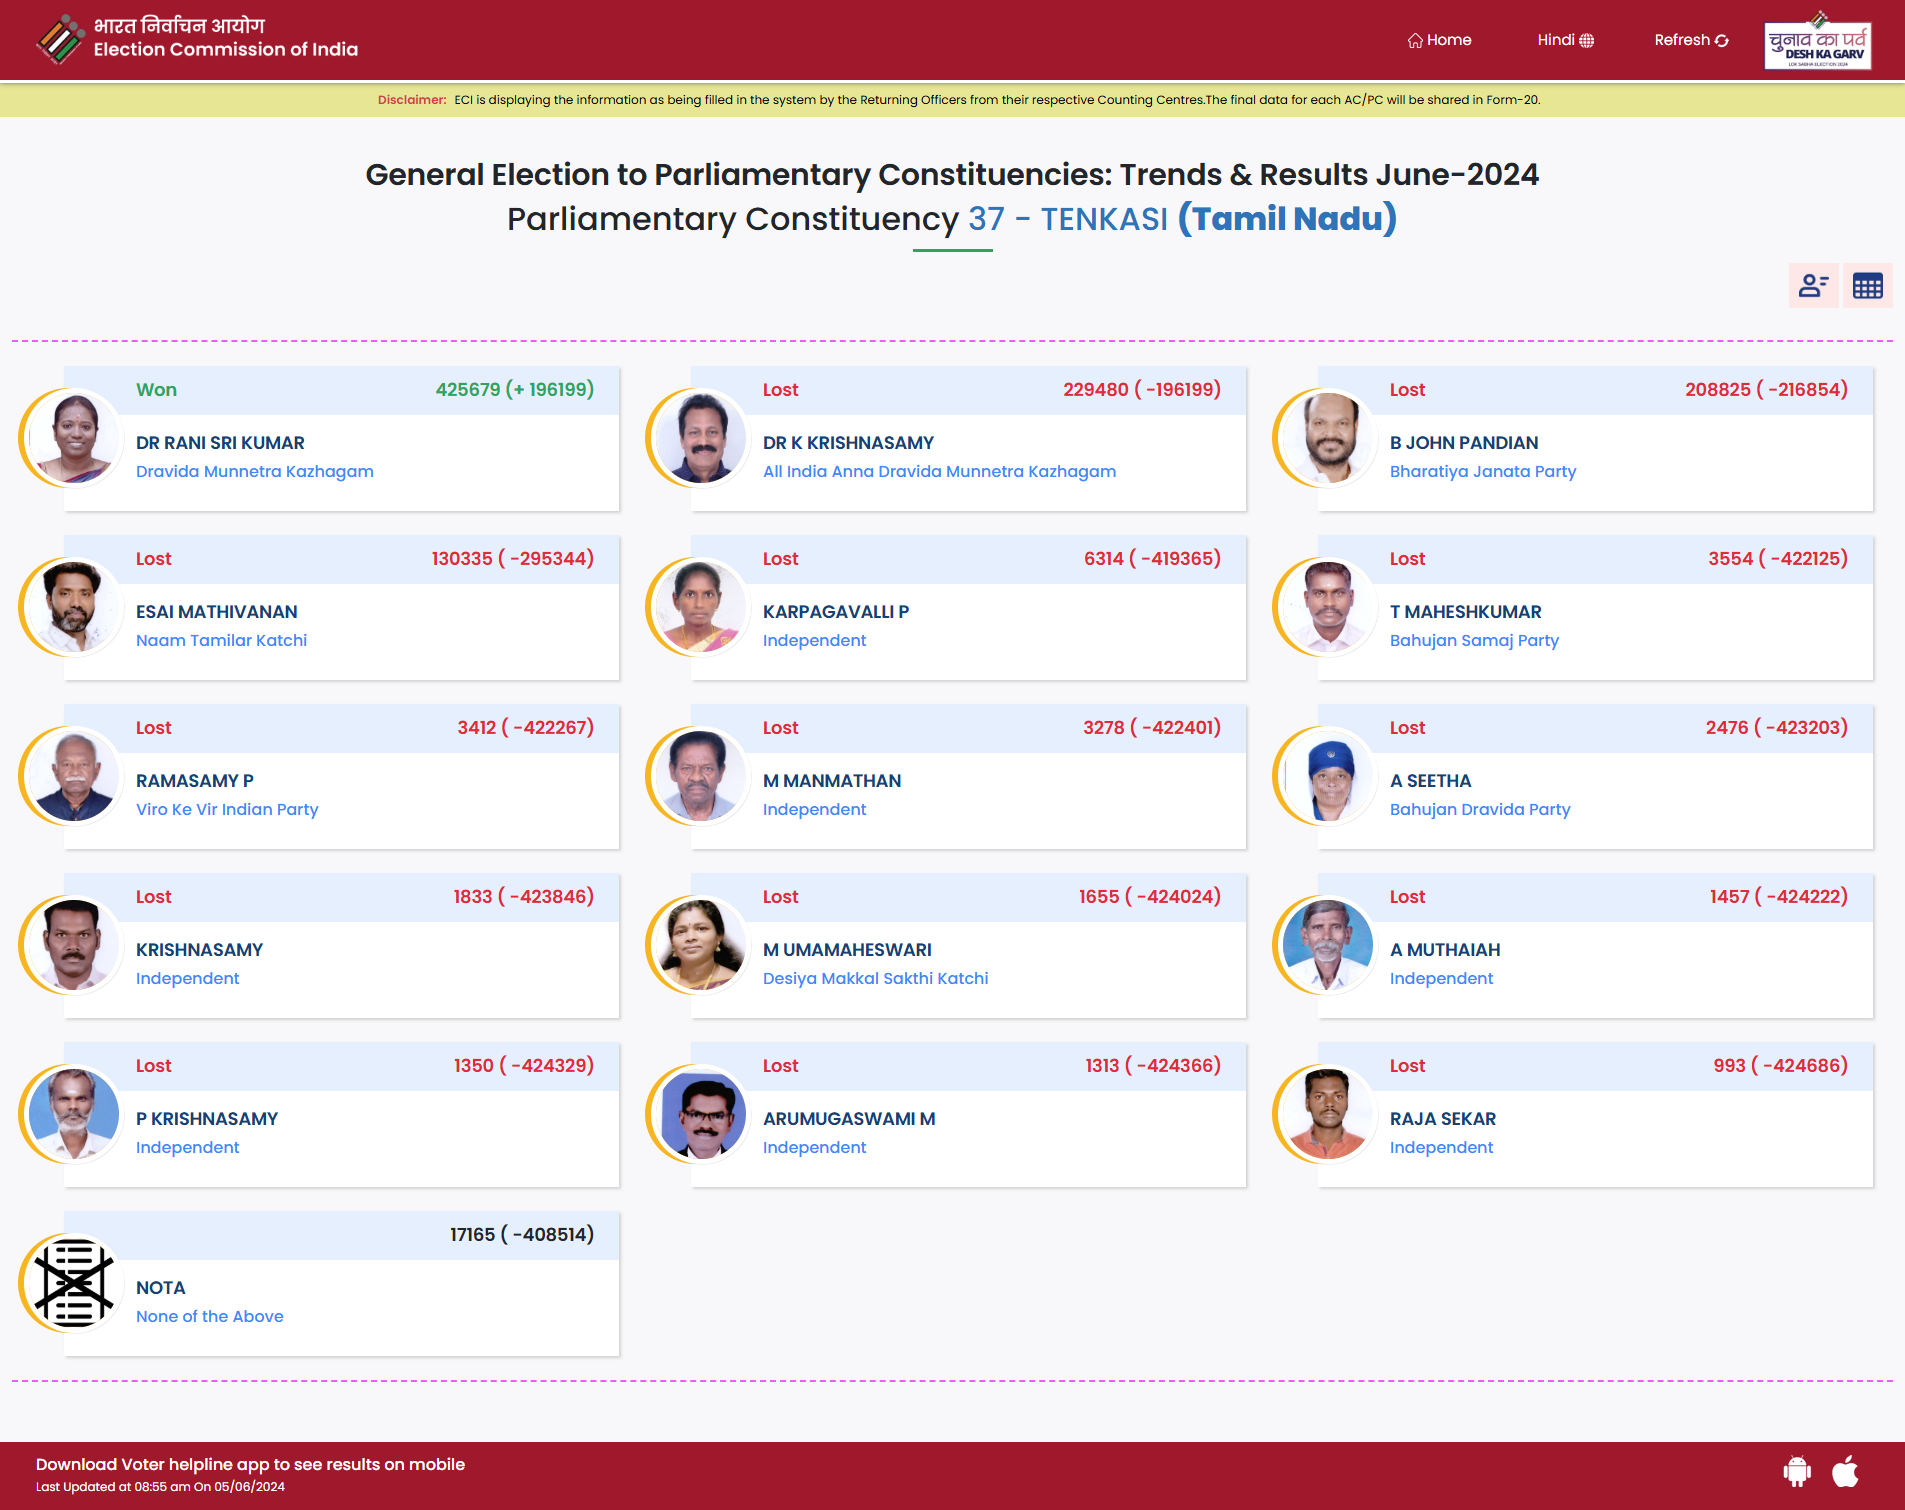 भारत निर्वाचन आयोग
Election Commission of India
Home
Hindi
Refresh
चुनाव का पर्व
DESH KA GARV
LOK SABHA ELECTION 2024
Disclaimer: ECI is displaying the information as being filled in the system by the Returning Officers from their respective Counting Centres.The final data for each AC/PC will be shared in Form-20.
General Election to Parliamentary Constituencies: Trends & Results June-2024
Parliamentary Constituency 37 - TENKASI (Tamil Nadu)
Won 425679 (+ 196199)
DR RANI SRI KUMAR
Dravida Munnetra Kazhagam
Lost 229480 ( -196199)
DR K KRISHNASAMY
All India Anna Dravida Munnetra Kazhagam
Lost 208825 ( -216854)
B JOHN PANDIAN
Bharatiya Janata Party
Lost 130335 ( -295344)
ESAI MATHIVANAN
Naam Tamilar Katchi
Lost 6314 ( -419365)
KARPAGAVALLI P
Independent
Lost 3554 ( -422125)
T MAHESHKUMAR
Bahujan Samaj Party
Lost 3412 ( -422267)
RAMASAMY P
Viro Ke Vir Indian Party
Lost 3278 ( -422401)
M MANMATHAN
Independent
Lost 2476 ( -423203)
A SEETHA
Bahujan Dravida Party
Lost 1833 ( -423846)
KRISHNASAMY
Independent
Lost 1655 ( -424024)
M UMAMAHESWARI
Desiya Makkal Sakthi Katchi
Lost 1457 ( -424222)
A MUTHAIAH
Independent
Lost 1350 ( -424329)
P KRISHNASAMY
Independent
Lost 1313 ( -424366)
ARUMUGASWAMI M
Independent
Lost 993 ( -424686)
RAJA SEKAR
Independent
17165 ( -408514)
NOTA
None of the Above
Download Voter helpline app to see results on mobile
Last Updated at 08:55 am On 05/06/2024